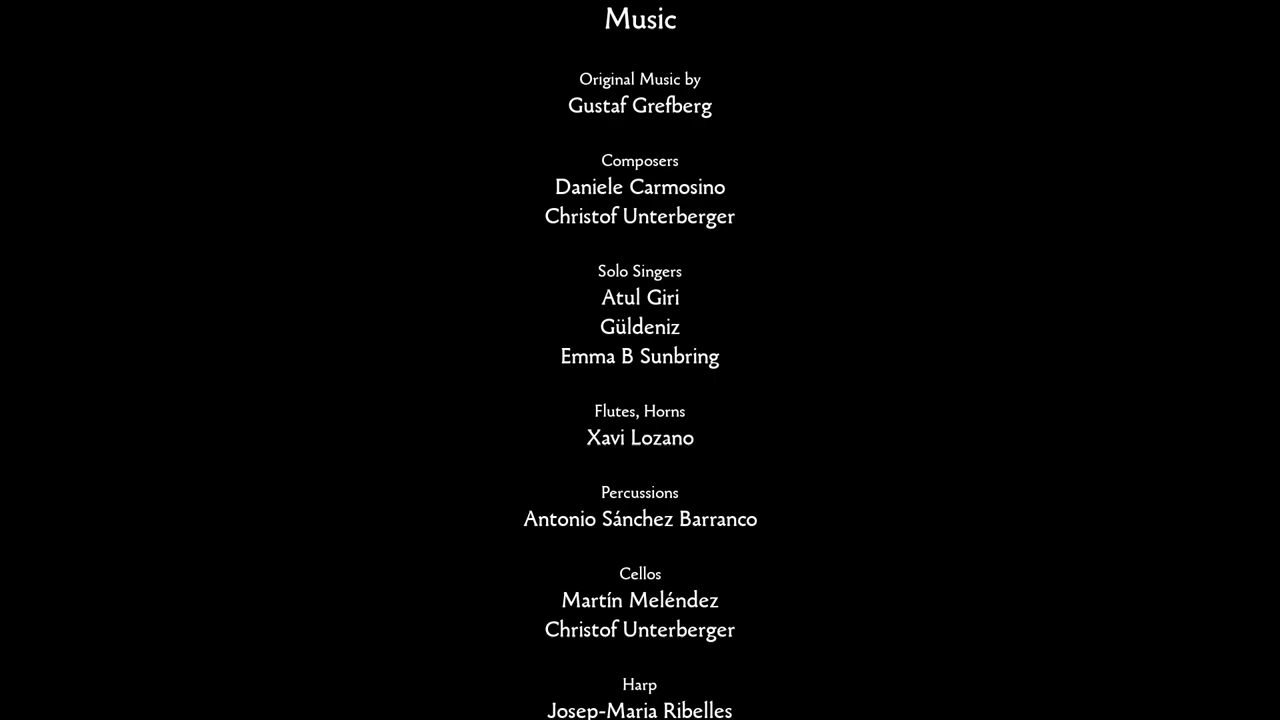 Music
Original Music by
Gustaf Grefberg
Composers
Daniele Carmosino
Christof Unterberger
Solo Singers
Atul Giri
Güldeniz
Emma B Sunbring
Flutes, Horns
Xavi Lozano
Percussions
Antonio Sánchez Barranco
Cellos
Martín Meléndez
Christof Unterberger
Harp
Josep-Maria Ribelles